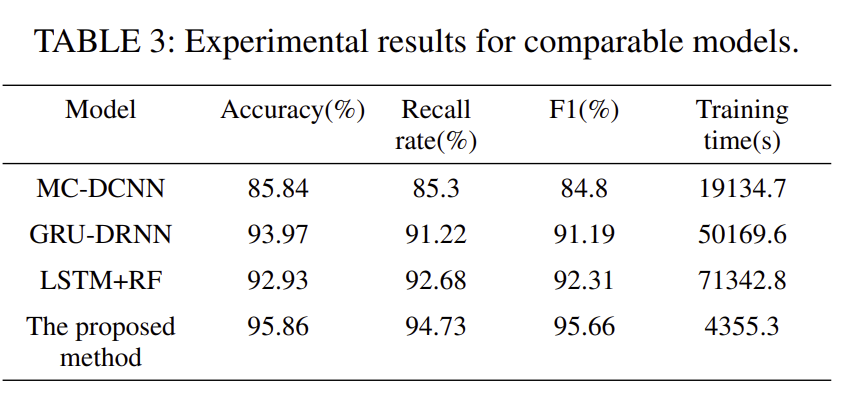 TABLE 3: Experimental results for comparable models.
Model Accuracy(%) Recall rate(%) F1(%) Training time(s)
MC-DCNN 85.84 85.3 84.8 19134.7
GRU-DRNN 93.97 91.22 91.19 50169.6
LSTM+RF 92.93 92.68 92.31 71342.8
The proposed method 95.86 94.73 95.66 4355.3